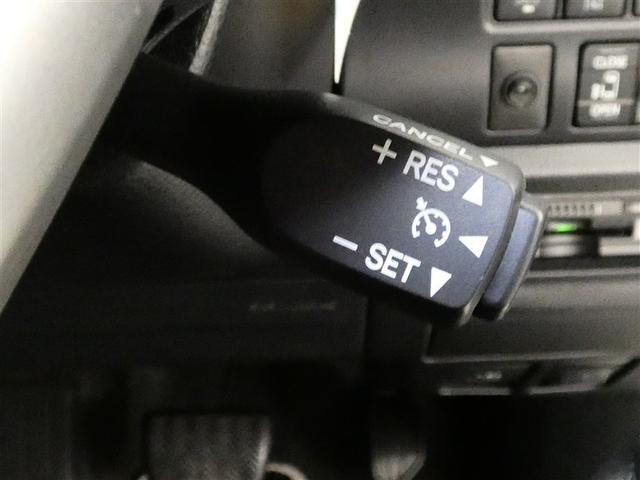 CANCEL
+ RES
- SET
CLOSE
OPEN